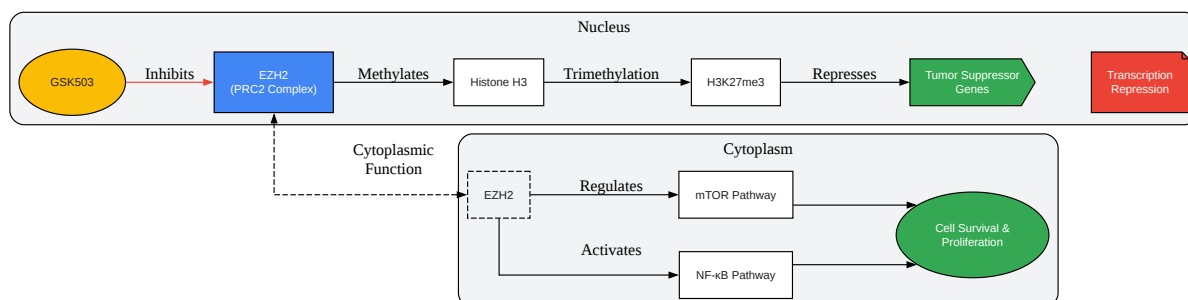 Nucleus
GSK503
Inhibits
EZH2
(PRC2 Complex)
Methylates
Histone H3
Trimethylation
H3K27me3
Represses
Tumor Suppressor
Genes
Transcription
Repression
Cytoplasmic
Function
Cytoplasm
EZH2
Regulates
mTOR Pathway
Activates
NF-κB Pathway
Cell Survival &
Proliferation